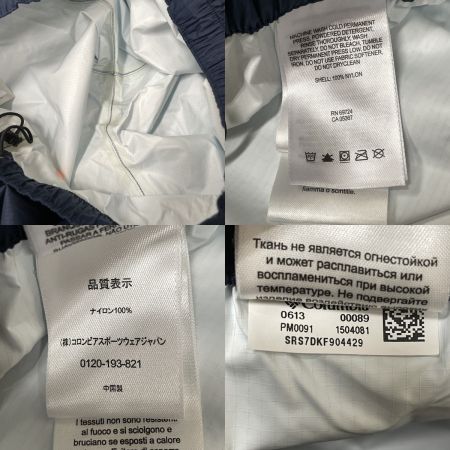 MACHINE WASH COLD PERMANENT
PRESS, POWDERED DETERGENT,
RINSE THOROUGHLY, WASH
SEPARATELY, DO NOT BLEACH, TUMBLE
DRY PERMANENT PRESS LOW, DO NOT
IRON, DO NOT USE FABRIC SOFTENER,
DO NOT DRYCLEAN
SHELL: 100% NYLON
RN 69724
CA 05367
fiamma o scintille.
品質表示
ナイロン100%
(株)コロンビアスポーツウェアジャパン
0120-193-821
中国製
I tessuti non sono resistenti
al fuoco e si sciolgono e
bruciano se esposti a calore
Ткань не является огнестойкой
и может расплавиться или
воспламениться при высокой
температуре. Не подвергайте
изделие воздействию
Columbia
0613 00089
PM0091 1504081
SRS7DKF904429